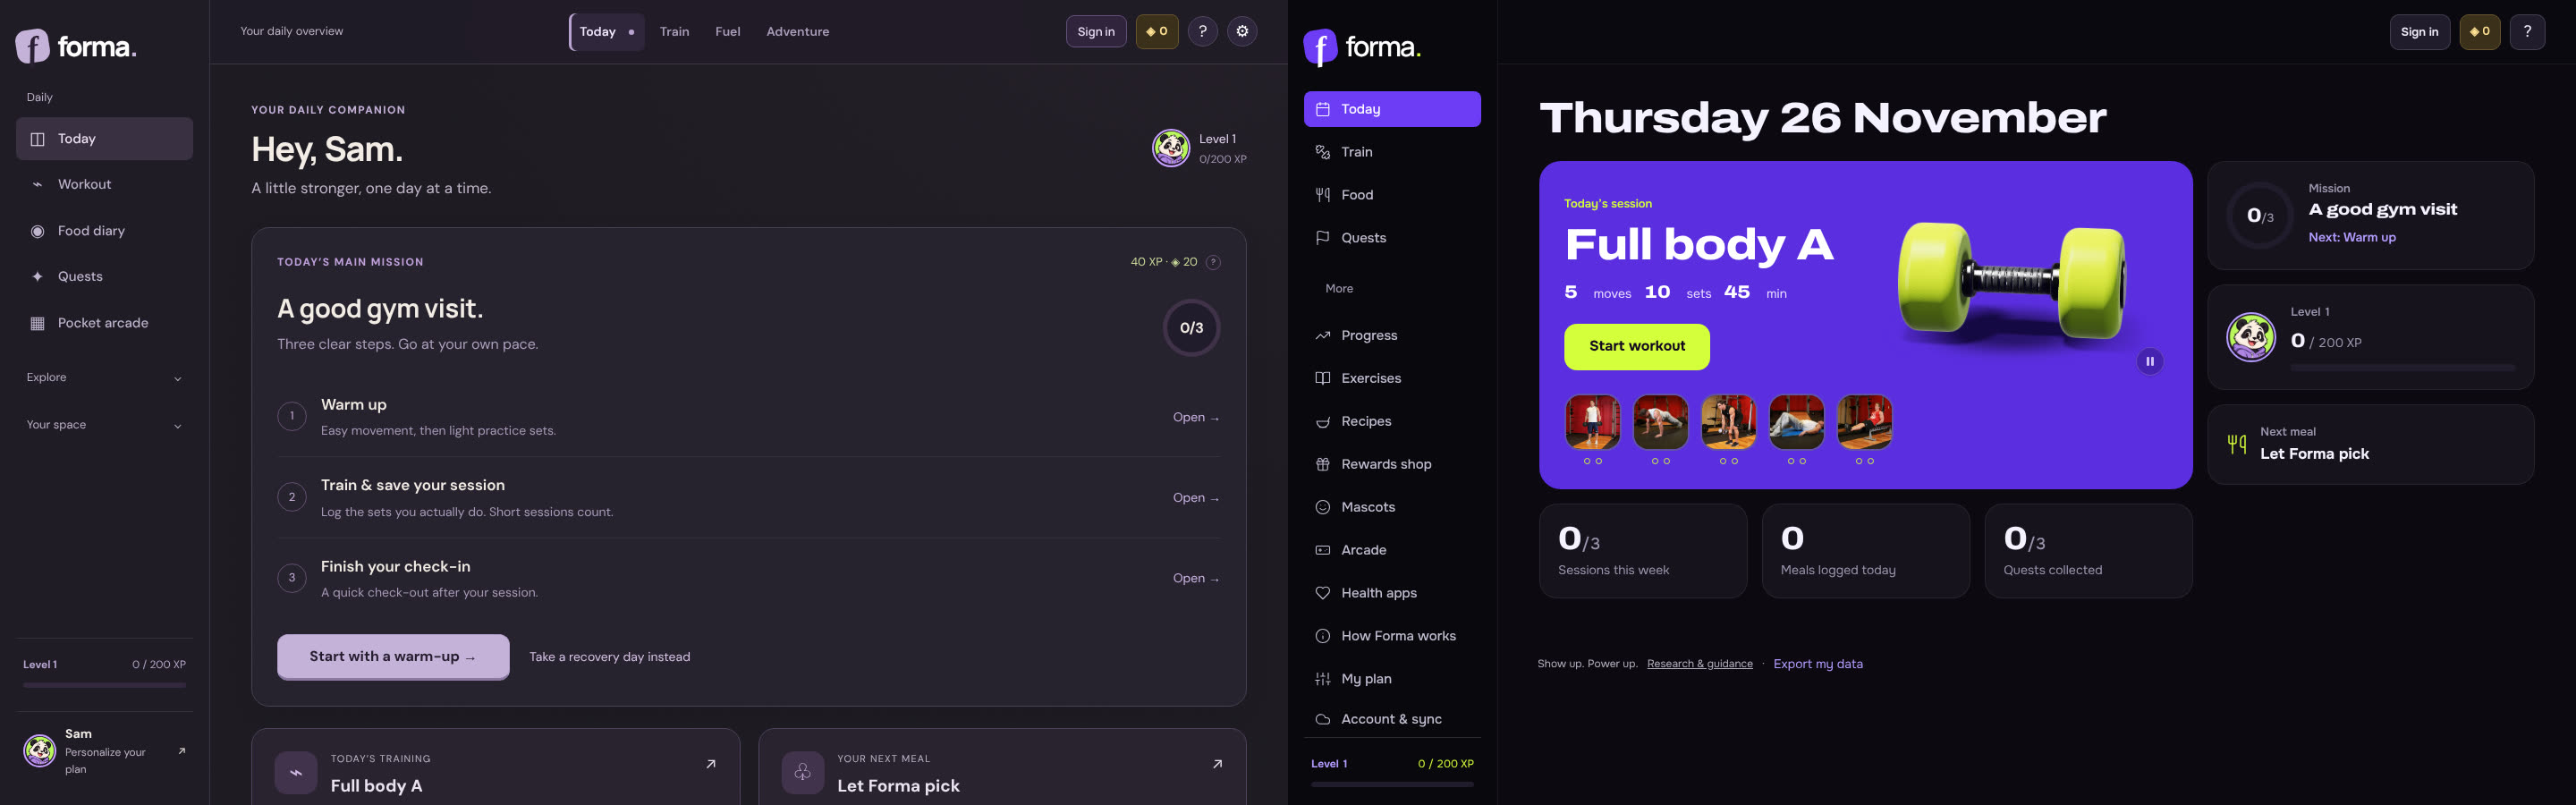 forma.
Daily
Today
Workout
Food diary
Quests
Pocket arcade
Explore
Your space
Level 1
0 / 200 XP
Sam
Personalize your
plan
Your daily overview
Today
Train
Fuel
Adventure
Sign in
◈ 0
?
YOUR DAILY COMPANION
Hey, Sam.
A little stronger, one day at a time.
Level 1
0/200 XP
TODAY'S MAIN MISSION
40 XP · ◈ 20 ?
A good gym visit.
Three clear steps. Go at your own pace.
0/3
1
Warm up
Easy movement, then light practice sets.
Open →
2
Train & save your session
Log the sets you actually do. Short sessions count.
Open →
3
Finish your check-in
A quick check-out after your session.
Open →
Start with a warm-up →
Take a recovery day instead
TODAY'S TRAINING
Full body A
YOUR NEXT MEAL
Let Forma pick
forma.
Today
Train
Food
Quests
More
Progress
Exercises
Recipes
Rewards shop
Mascots
Arcade
Health apps
How Forma works
My plan
Account & sync
Level 1
0 / 200 XP
Sign in
◈ 0
?
Thursday 26 November
Today's session
Full body A
5 moves 10 sets 45 min
Start workout
0/3
Mission
A good gym visit
Next: Warm up
Level 1
0 / 200 XP
Next meal
Let Forma pick
0/3
Sessions this week
0
Meals logged today
0/3
Quests collected
Show up. Power up. Research & guidance · Export my data